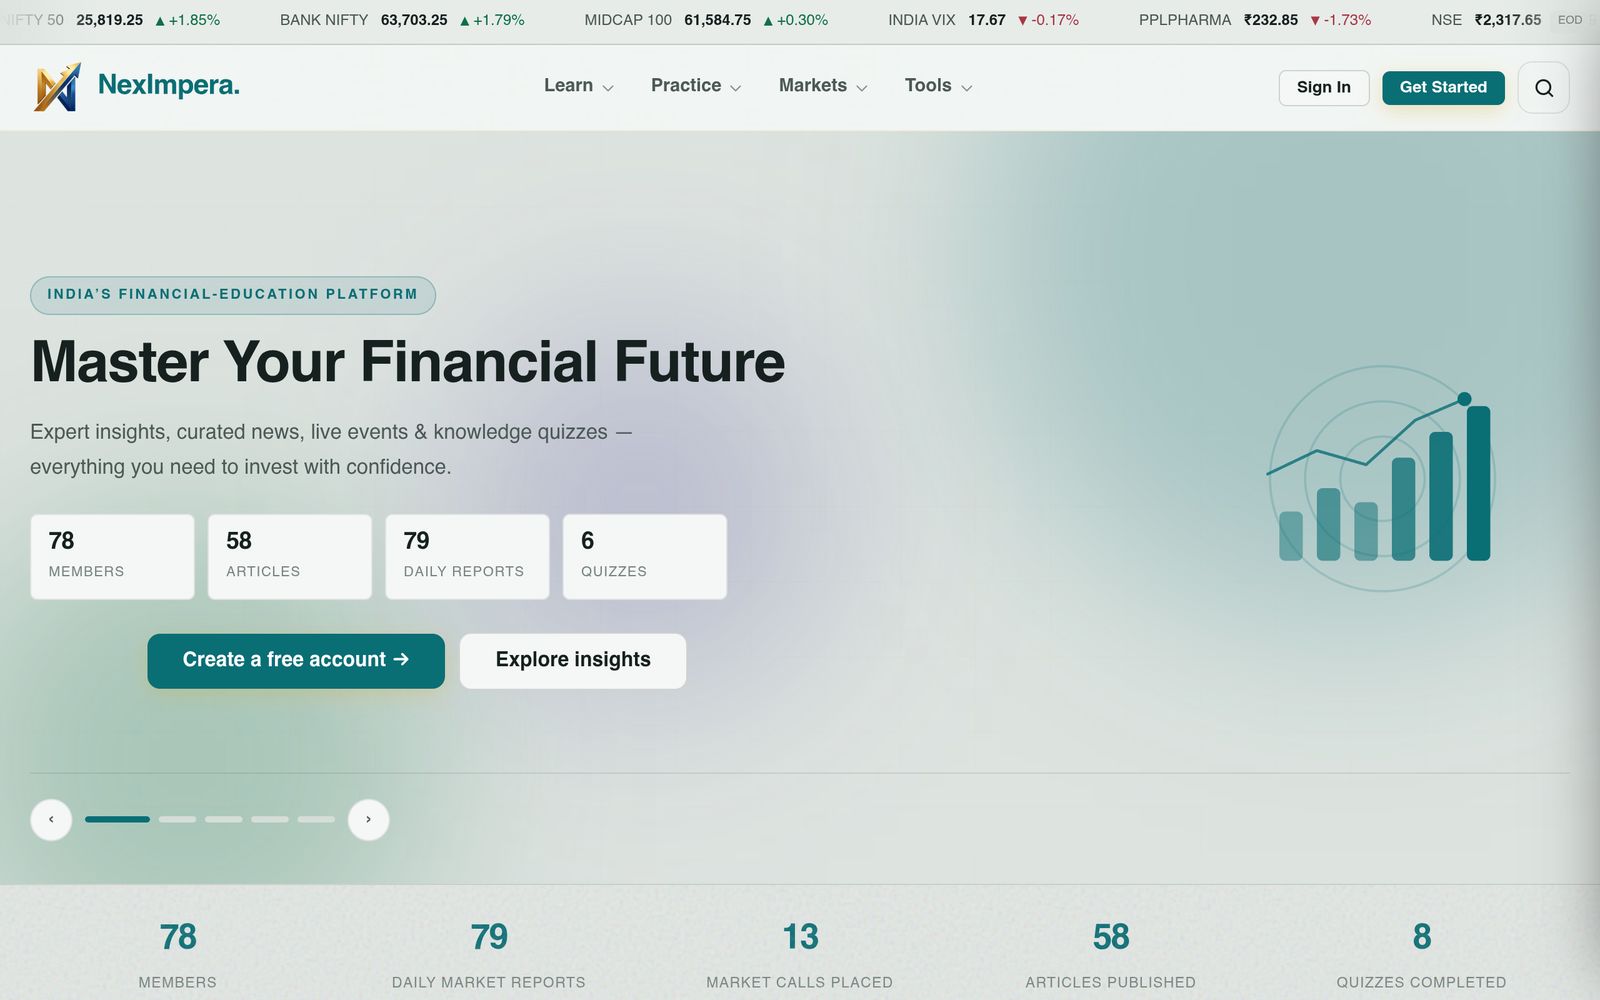 NIFTY 50 25,819.25 ▲ +1.85% BANK NIFTY 63,703.25 ▲ +1.79% MIDCAP 100 61,584.75 ▲ +0.30% INDIA VIX 17.67 ▼ -0.17% PPLPHARMA ₹232.85 ▼ -1.73% NSE ₹2,317.65 EOD
NexImpera. Learn Practice Markets Tools Sign In Get Started
INDIA’S FINANCIAL-EDUCATION PLATFORM
Master Your Financial Future
Expert insights, curated news, live events & knowledge quizzes —
everything you need to invest with confidence.
78 58 79 6
MEMBERS ARTICLES DAILY REPORTS QUIZZES
Create a free account → Explore insights
‹ ›
78 79 13 58 8
MEMBERS DAILY MARKET REPORTS MARKET CALLS PLACED ARTICLES PUBLISHED QUIZZES COMPLETED